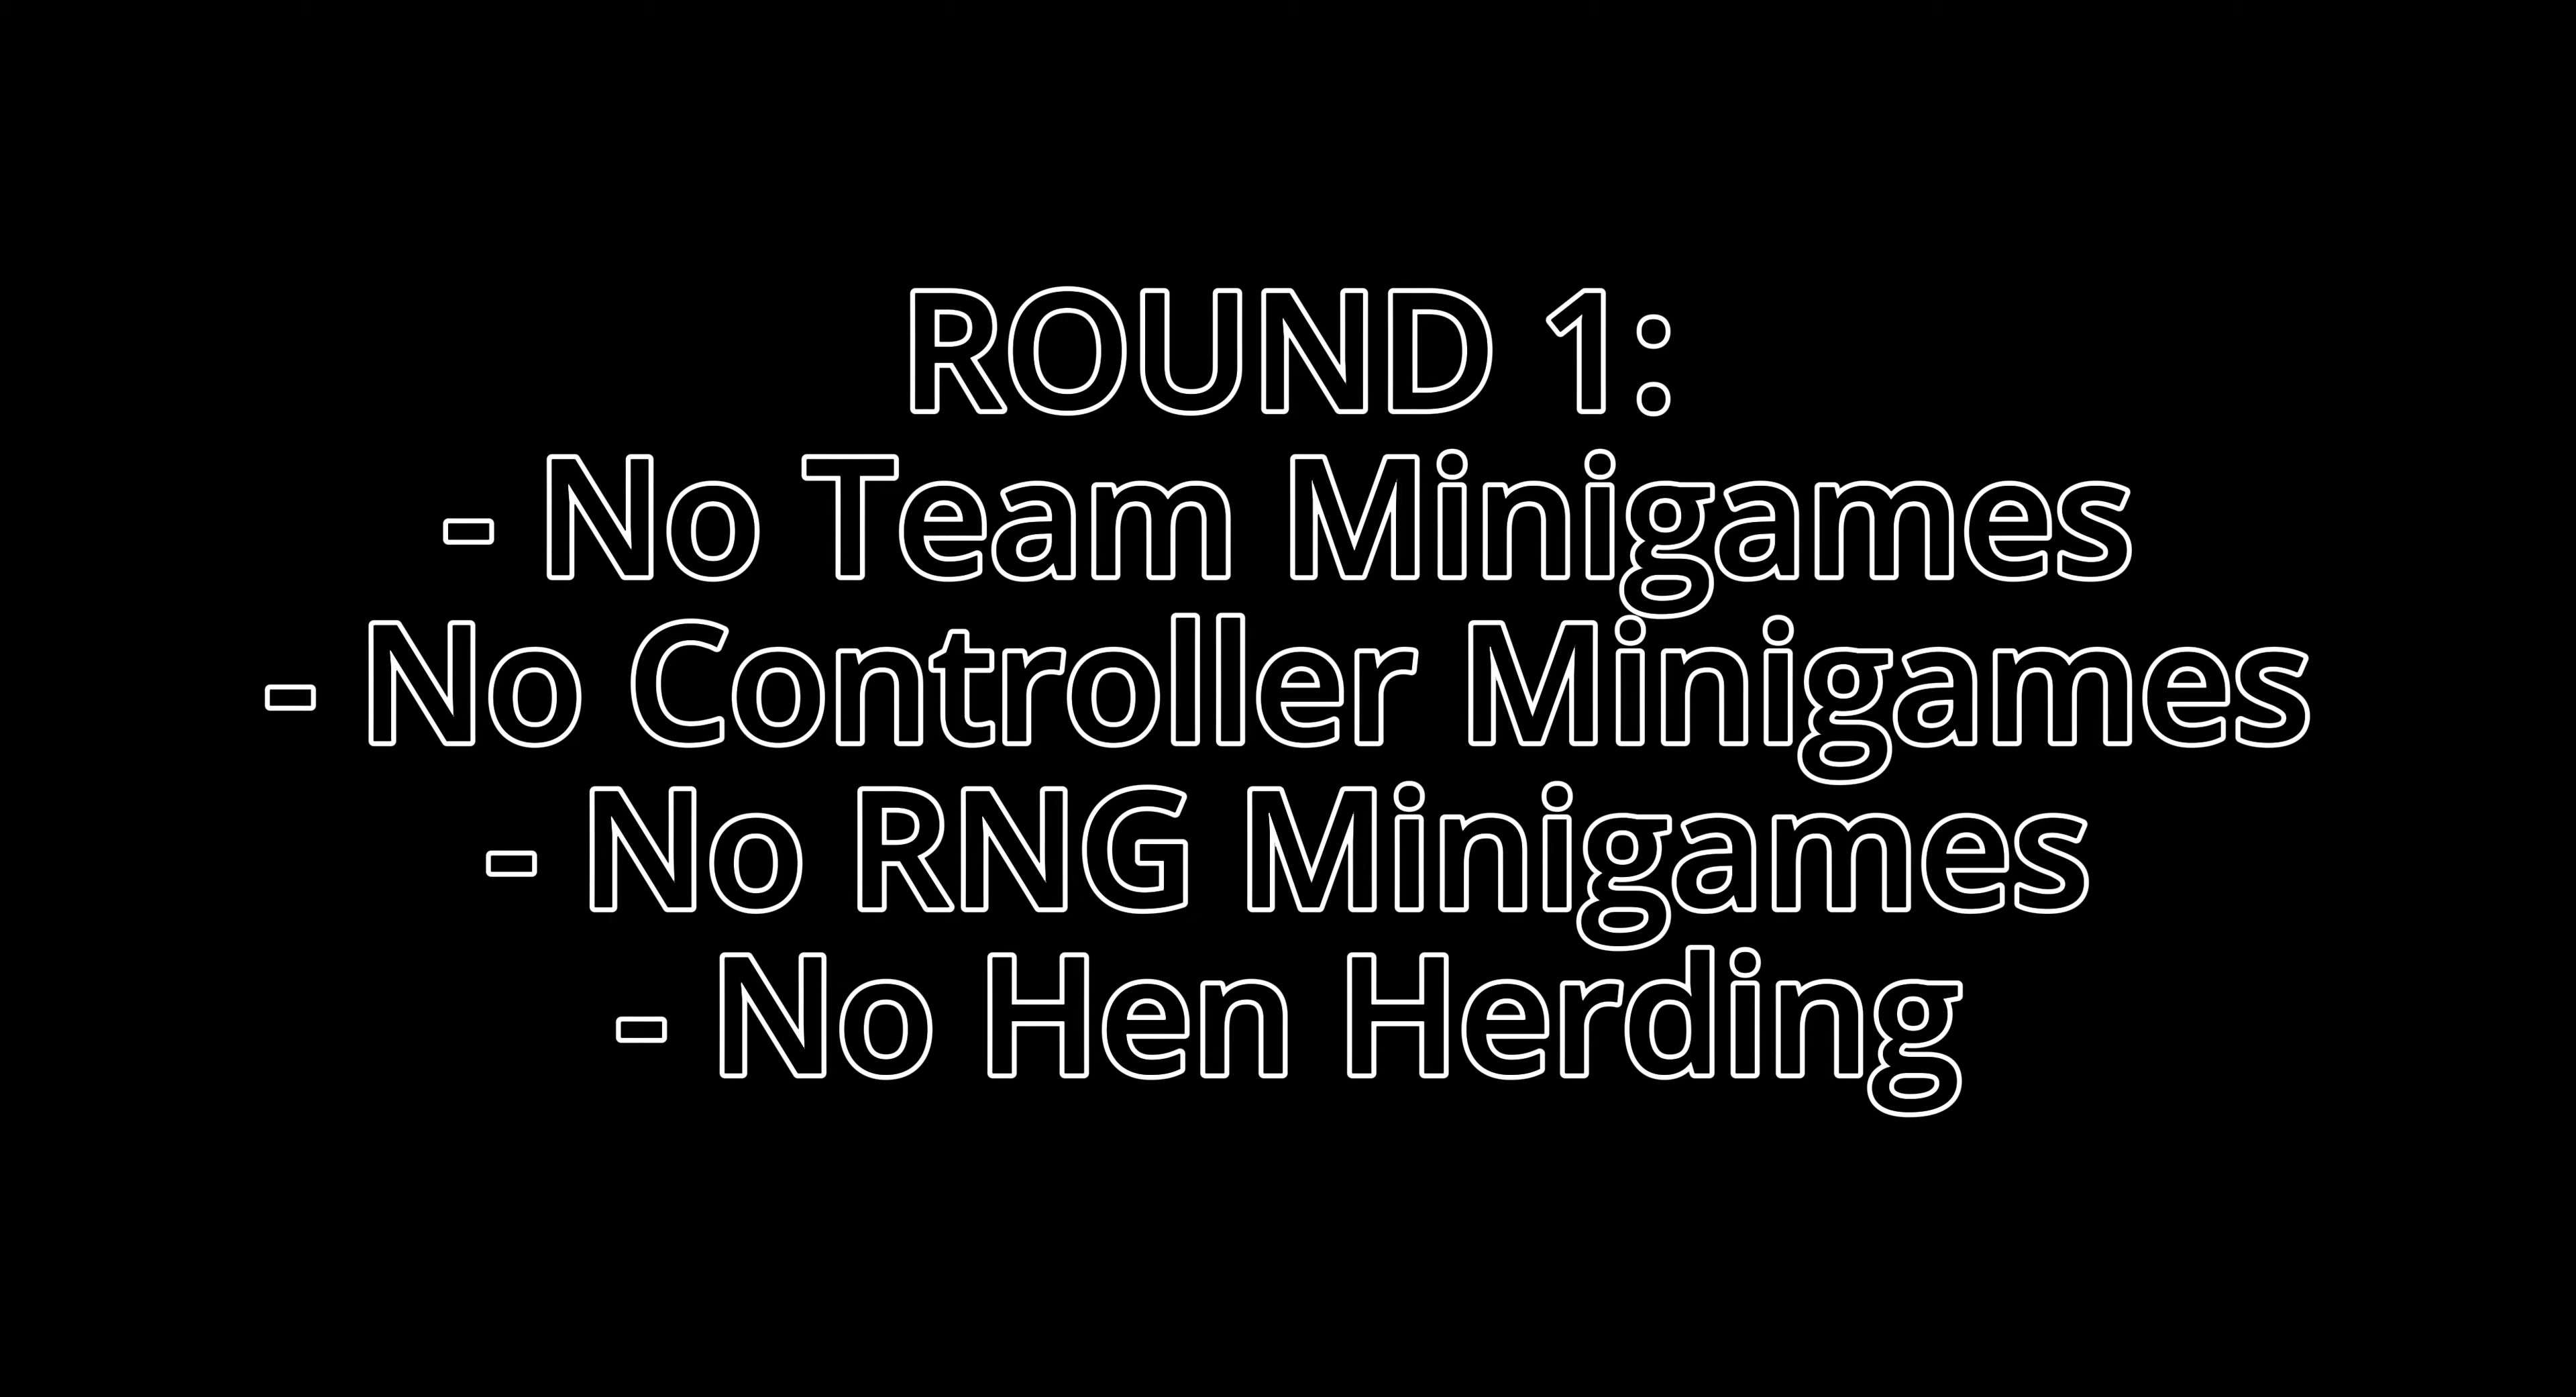 ROUND 1:
- No Team Minigames
- No Controller Minigames
- No RNG Minigames
- No Hen Herding